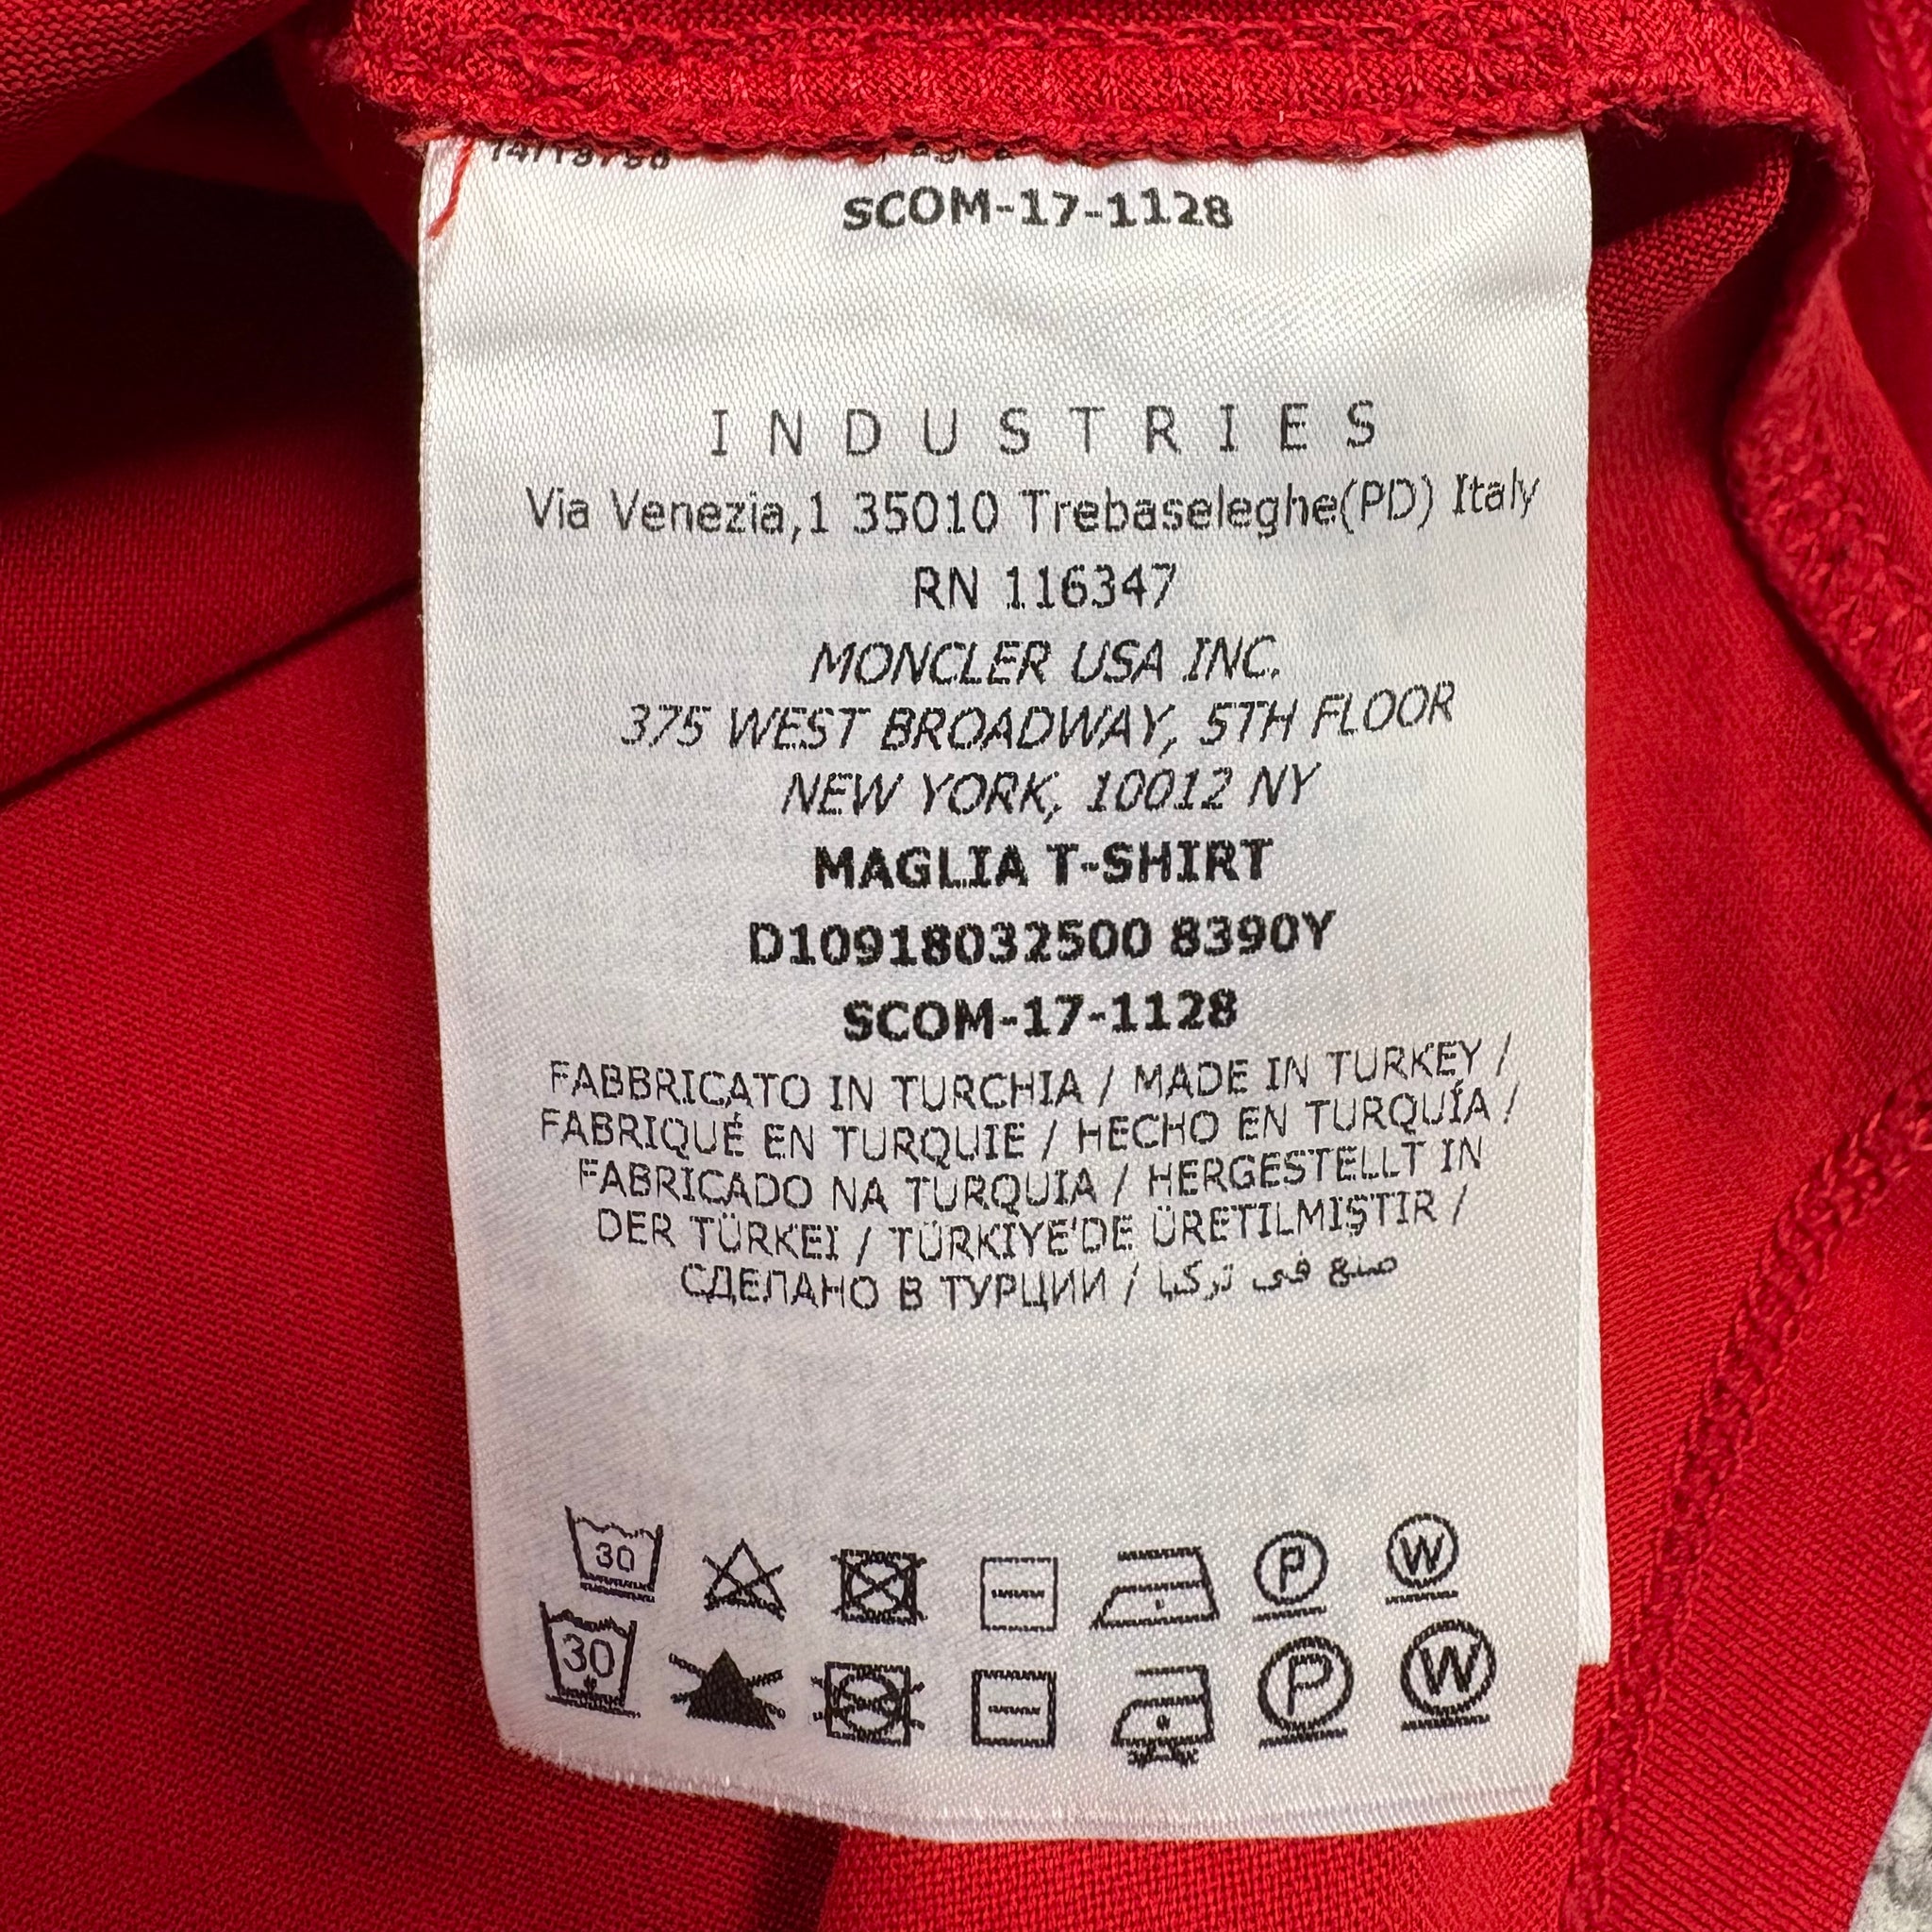 SCOM-17-1128
INDUSTRIES
Via Venezia,1 35010 Trebaseleghe(PD) Italy
RN 116347
MONCLER USA INC.
375 WEST BROADWAY, 5TH FLOOR
NEW YORK, 10012 NY
MAGLIA T-SHIRT
D10918032500 8390Y
SCOM-17-1128
FABBRICATO IN TURCHIA / MADE IN TURKEY /
FABRIQUÉ EN TURQUIE / HECHO EN TURQUÍA /
FABRICADO NA TURQUIA / HERGESTELLT IN
DER TÜRKEI / TÜRKİYE'DE ÜRETILMIŞTIR /
СДЕЛАНО В ТУРЦИИ / صنع في تركيا
30 P W
30 P W